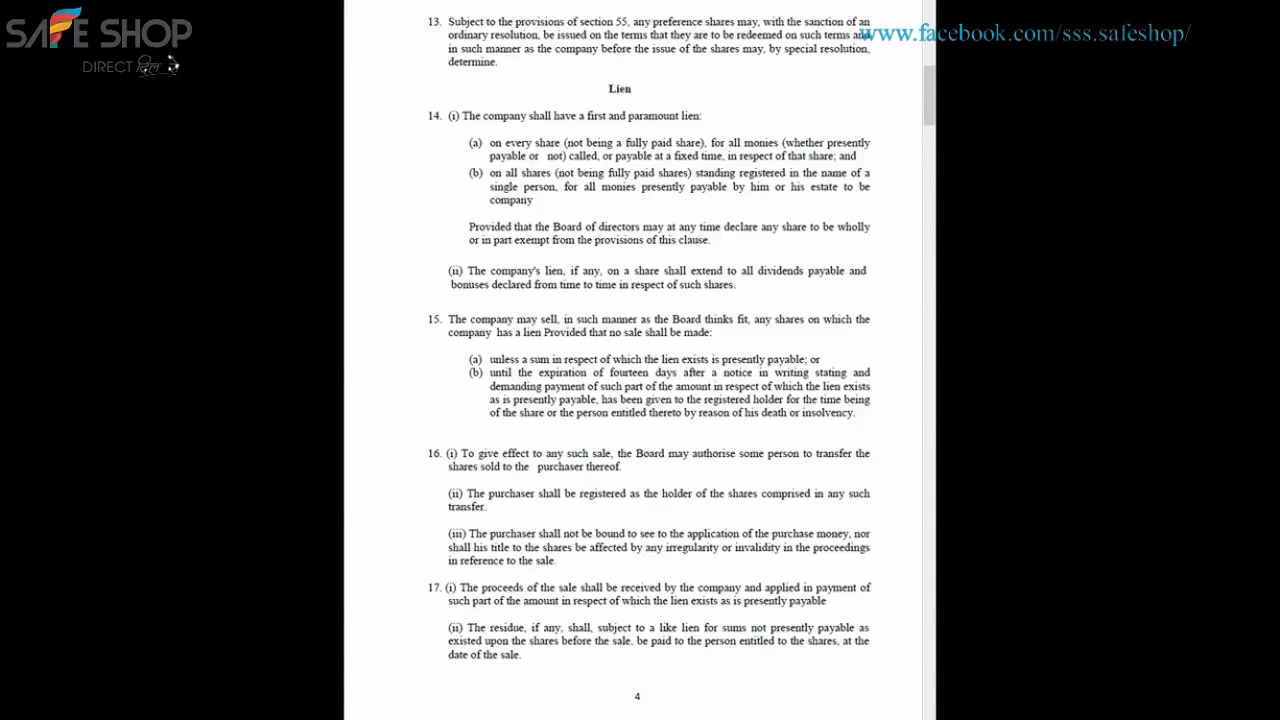 SAFE SHOP
DIRECT दिल से
www.facebook.com/sss.safeshop/
13. Subject to the provisions of section 55, any preference shares may, with the sanction of an
ordinary resolution, be issued on the terms that they are to be redeemed on such terms and
in such manner as the company before the issue of the shares may, by special resolution,
determine.
Lien
14. (i) The company shall have a first and paramount lien:
(a) on every share (not being a fully paid share), for all monies (whether presently
payable or not) called, or payable at a fixed time, in respect of that share; and
(b) on all shares (not being fully paid shares) standing registered in the name of a
single person, for all monies presently payable by him or his estate to be
company
Provided that the Board of directors may at any time declare any share to be wholly
or in part exempt from the provisions of this clause.
(ii) The company's lien, if any, on a share shall extend to all dividends payable and
bonuses declared from time to time in respect of such shares.
15. The company may sell, in such manner as the Board thinks fit, any shares on which the
company has a lien Provided that no sale shall be made:
(a) unless a sum in respect of which the lien exists is presently payable; or
(b) until the expiration of fourteen days after a notice in writing stating and
demanding payment of such part of the amount in respect of which the lien exists
as is presently payable, has been given to the registered holder for the time being
of the share or the person entitled thereto by reason of his death or insolvency.
16. (i) To give effect to any such sale, the Board may authorise some person to transfer the
shares sold to the purchaser thereof.
(ii) The purchaser shall be registered as the holder of the shares comprised in any such
transfer.
(iii) The purchaser shall not be bound to see to the application of the purchase money, nor
shall his title to the shares be affected by any irregularity or invalidity in the proceedings
in reference to the sale.
17. (i) The proceeds of the sale shall be received by the company and applied in payment of
such part of the amount in respect of which the lien exists as is presently payable
(ii) The residue, if any, shall, subject to a like lien for sums not presently payable as
existed upon the shares before the sale, be paid to the person entitled to the shares, at the
date of the sale.
4